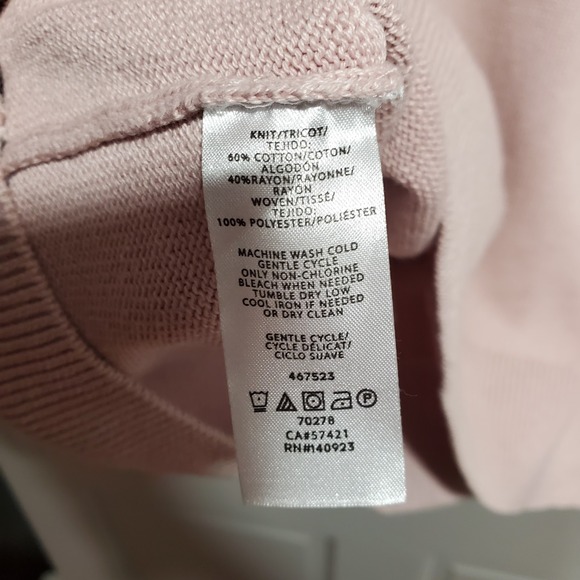 KNIT/TRICOT/
TEJIDO:
60% COTTON/COTON/
ALGODÓN
40%RAYON/RAYONNE/
RAYÓN
WOVEN/TISSÉ/
TEJIDO:
100% POLYESTER/POLIÉSTER
MACHINE WASH COLD
GENTLE CYCLE
ONLY NON-CHLORINE
BLEACH WHEN NEEDED
TUMBLE DRY LOW
COOL IRON IF NEEDED
OR DRY CLEAN
GENTLE CYCLE/
CYCLE DÉLICAT/
CICLO SUAVE
467523
P
70278
CA#57421
RN#140923